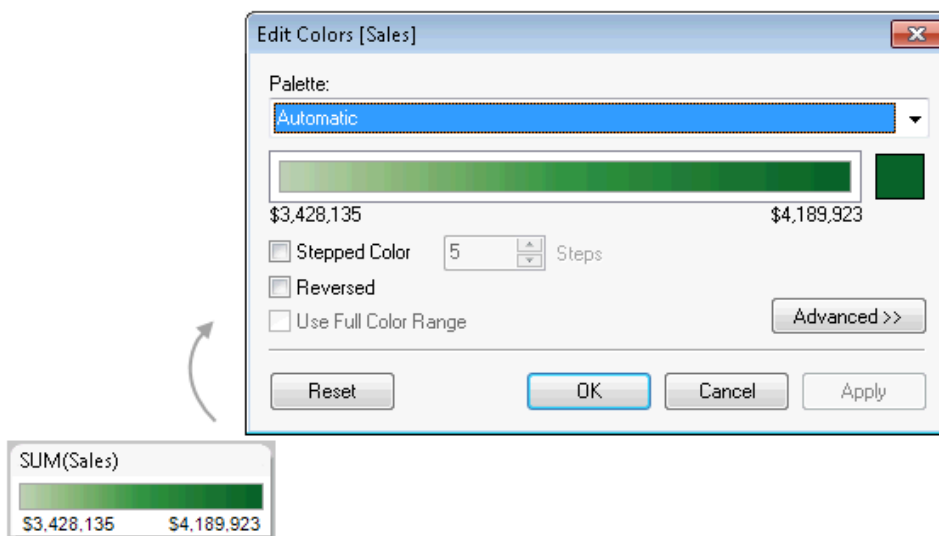 Edit Colors [Sales]
Palette:
Automatic
$3,428,135 $4,189,923
Stepped Color 5 Steps
Reversed
Use Full Color Range
Advanced >>
Reset OK Cancel Apply
SUM(Sales)
$3,428,135 $4,189,923